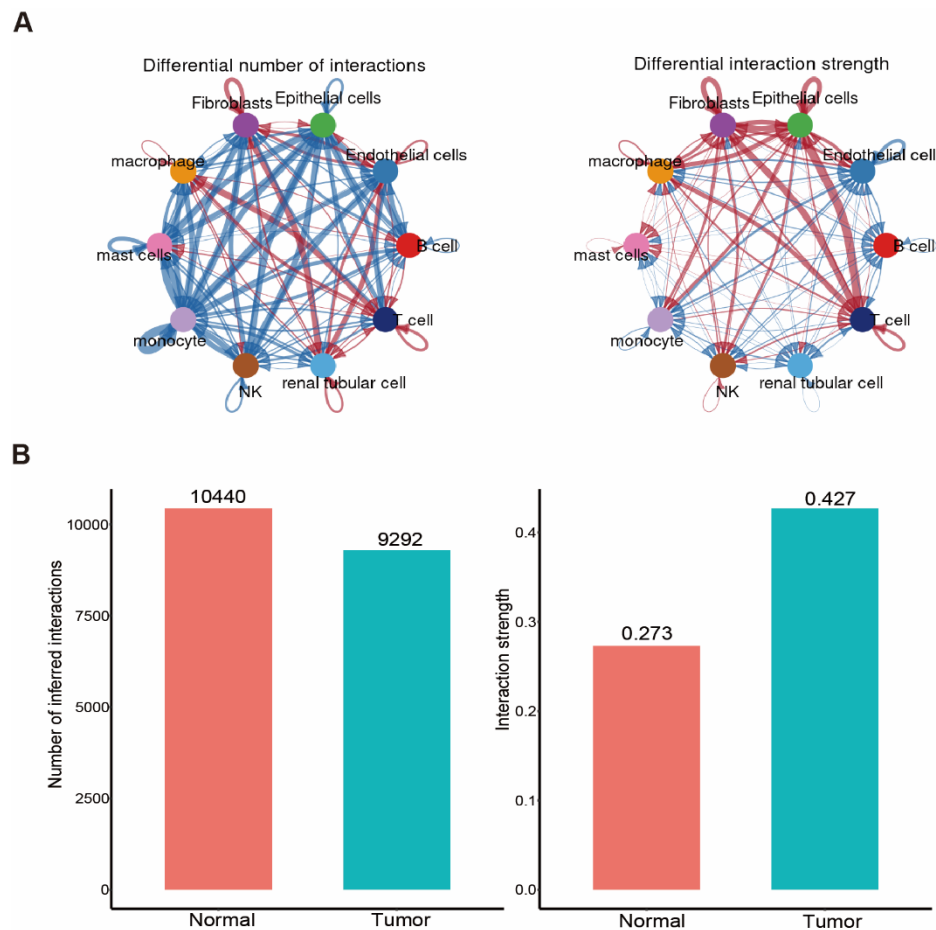 A
Differential number of interactions
Fibroblasts
Epithelial cells
macrophage
Endothelial cells
mast cells
B cell
monocyte
T cell
NK
renal tubular cell
Differential interaction strength
Fibroblasts
Epithelial cells
macrophage
Endothelial cell
mast cells
B cell
monocyte
T cell
NK
renal tubular cell
B
Number of inferred interactions
10000
7500
5000
2500
0
10440
9292
Normal
Tumor
Interaction strength
0.4
0.3
0.2
0.1
0.0
0.273
0.427
Normal
Tumor